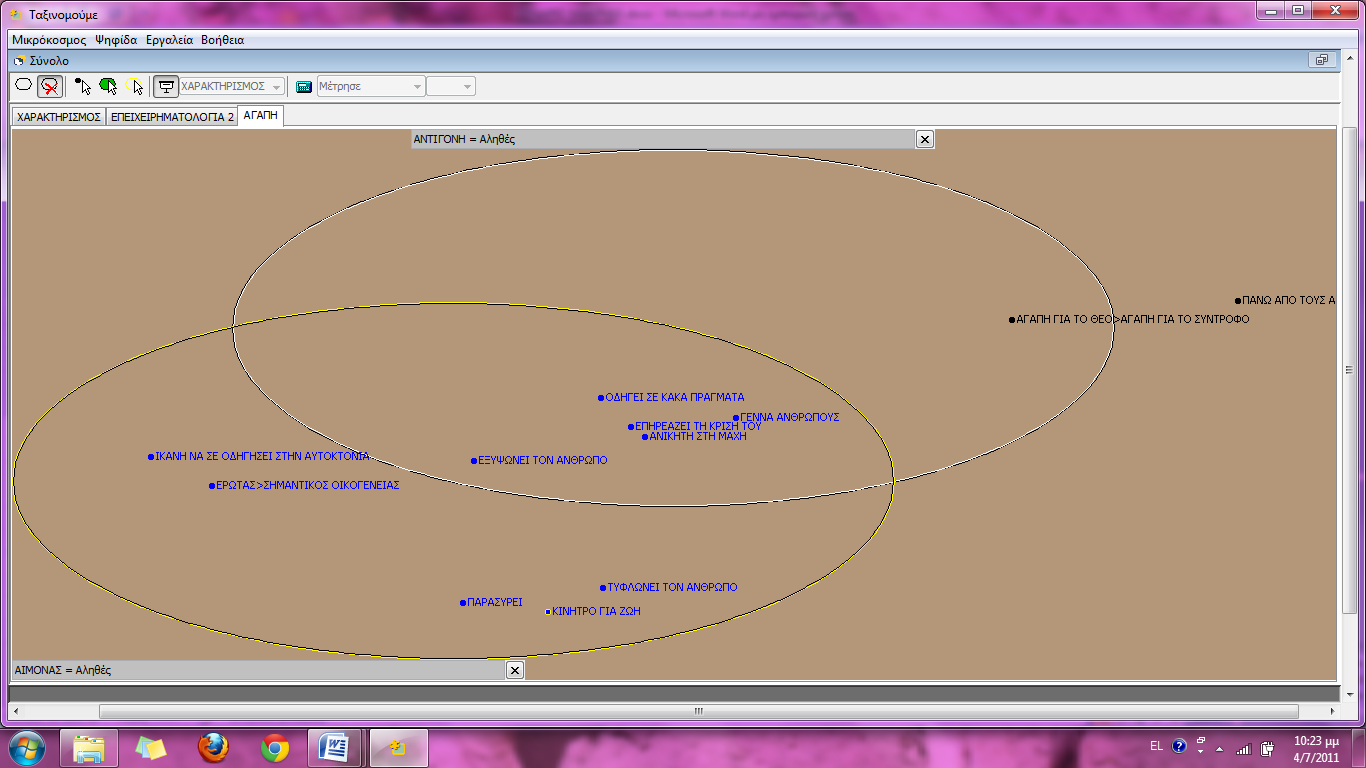 Ταξινομούμε
Μικρόκοσμος Ψηφίδα Εργαλεία Βοήθεια
Σύνολο
ΧΑΡΑΚΤΗΡΙΣΜΟΣ Μέτρησε
ΧΑΡΑΚΤΗΡΙΣΜΟΣ ΕΠΕΙΧΕΙΡΗΜΑΤΟΛΟΓΙΑ 2 ΑΓΑΠΗ
ΑΝΤΙΓΟΝΗ = Αληθές
ΠΑΝΩ ΑΠΟ ΤΟΥΣ Α
ΑΓΑΠΗ ΓΙΑ ΤΟ ΘΕΟ>ΑΓΑΠΗ ΓΙΑ ΤΟ ΣΥΝΤΡΟΦΟ
ΟΔΗΓΕΙ ΣΕ ΚΑΚΑ ΠΡΑΓΜΑΤΑ
ΓΕΝΝΑ ΑΝΘΡΩΠΟΥΣ
ΕΠΗΡΕΑΖΕΙ ΤΗ ΚΡΙΣΗ ΤΟΥ
ΑΝΙΚΗΤΗ ΣΤΗ ΜΑΧΗ
ΙΚΑΝΗ ΝΑ ΣΕ ΟΔΗΓΗΣΕΙ ΣΤΗΝ ΑΥΤΟΚΤΟΝΙΑ
ΕΞΥΨΩΝΕΙ ΤΟΝ ΑΝΘΡΩΠΟ
ΕΡΩΤΑΣ>ΣΗΜΑΝΤΙΚΟΣ ΟΙΚΟΓΕΝΕΙΑΣ
ΤΥΦΛΩΝΕΙ ΤΟΝ ΑΝΘΡΩΠΟ
ΠΑΡΑΣΥΡΕΙ
ΚΙΝΗΤΡΟ ΓΙΑ ΖΩΗ
ΑΙΜΟΝΑΣ = Αληθές
EL
10:23 μμ
4/7/2011